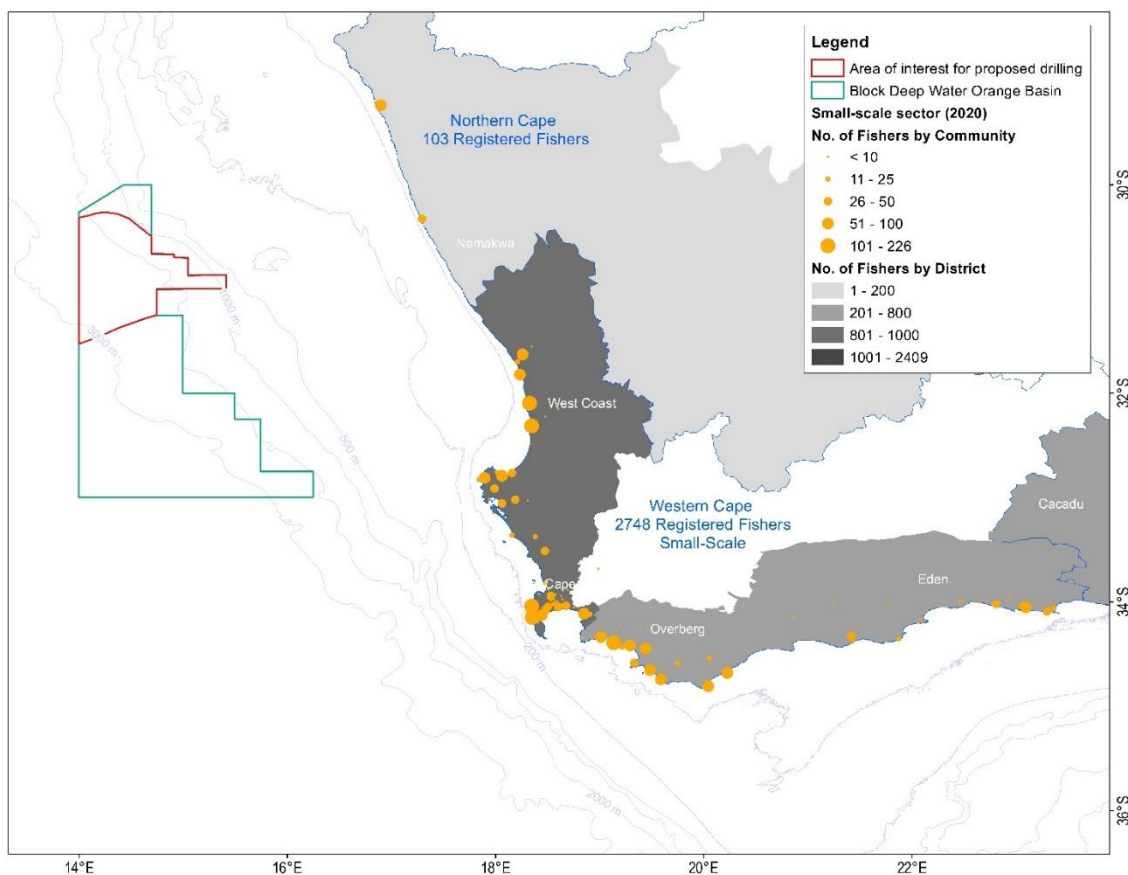 Legend
Area of interest for proposed drilling
Block Deep Water Orange Basin
Small-scale sector (2020)
No. of Fishers by Community
< 10
11 - 25
26 - 50
51 - 100
101 - 226
No. of Fishers by District
1 - 200
201 - 800
801 - 1000
1001 - 2409
Northern Cape
103 Registered Fishers
Namakwa
West Coast
Western Cape
2748 Registered Fishers
Small-Scale
Cacadu
Eden
Cape
Overberg
1000 m
3000 m
500 m
200 m
2000 m
30°S
32°S
34°S
36°S
14°E
16°E
18°E
20°E
22°E